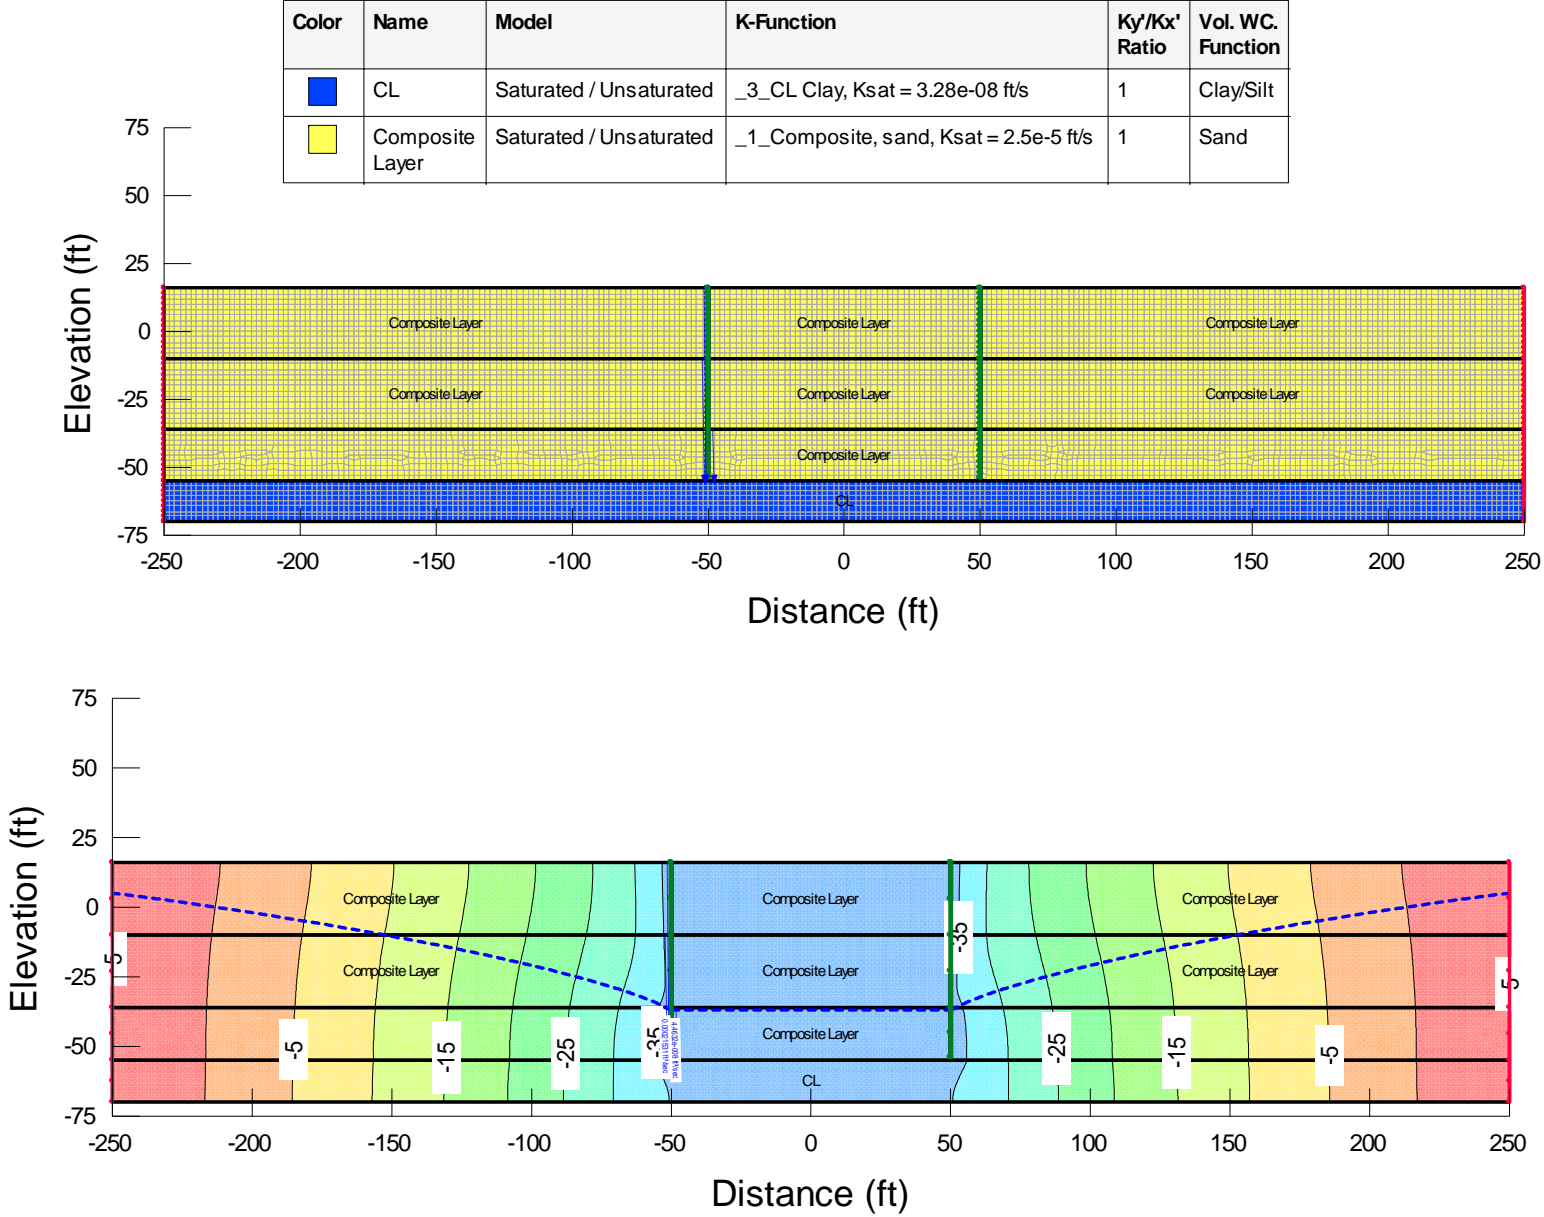 Color Name Model K-Function Ky'/Kx' Vol. WC.
Ratio Function
CL Saturated / Unsaturated _3_CL Clay, Ksat = 3.28e-08 ft/s 1 Clay/Silt
Composite Saturated / Unsaturated _1_Composite, sand, Ksat = 2.5e-5 ft/s 1 Sand
Layer
75
50
25
0
-25
-50
-75
Elevation (ft)
Composite Layer Composite Layer Composite Layer
Composite Layer Composite Layer Composite Layer
Composite Layer
CL
-250 -200 -150 -100 -50 0 50 100 150 200 250
Distance (ft)
75
50
25
0
-25
-50
-75
Elevation (ft)
Composite Layer Composite Layer Composite Layer
-35
5
Composite Layer Composite Layer Composite Layer
5
Composite Layer
-5 -15 -25 -35 -25 -15 -5
CL
-250 -200 -150 -100 -50 0 50 100 150 200 250
Distance (ft)